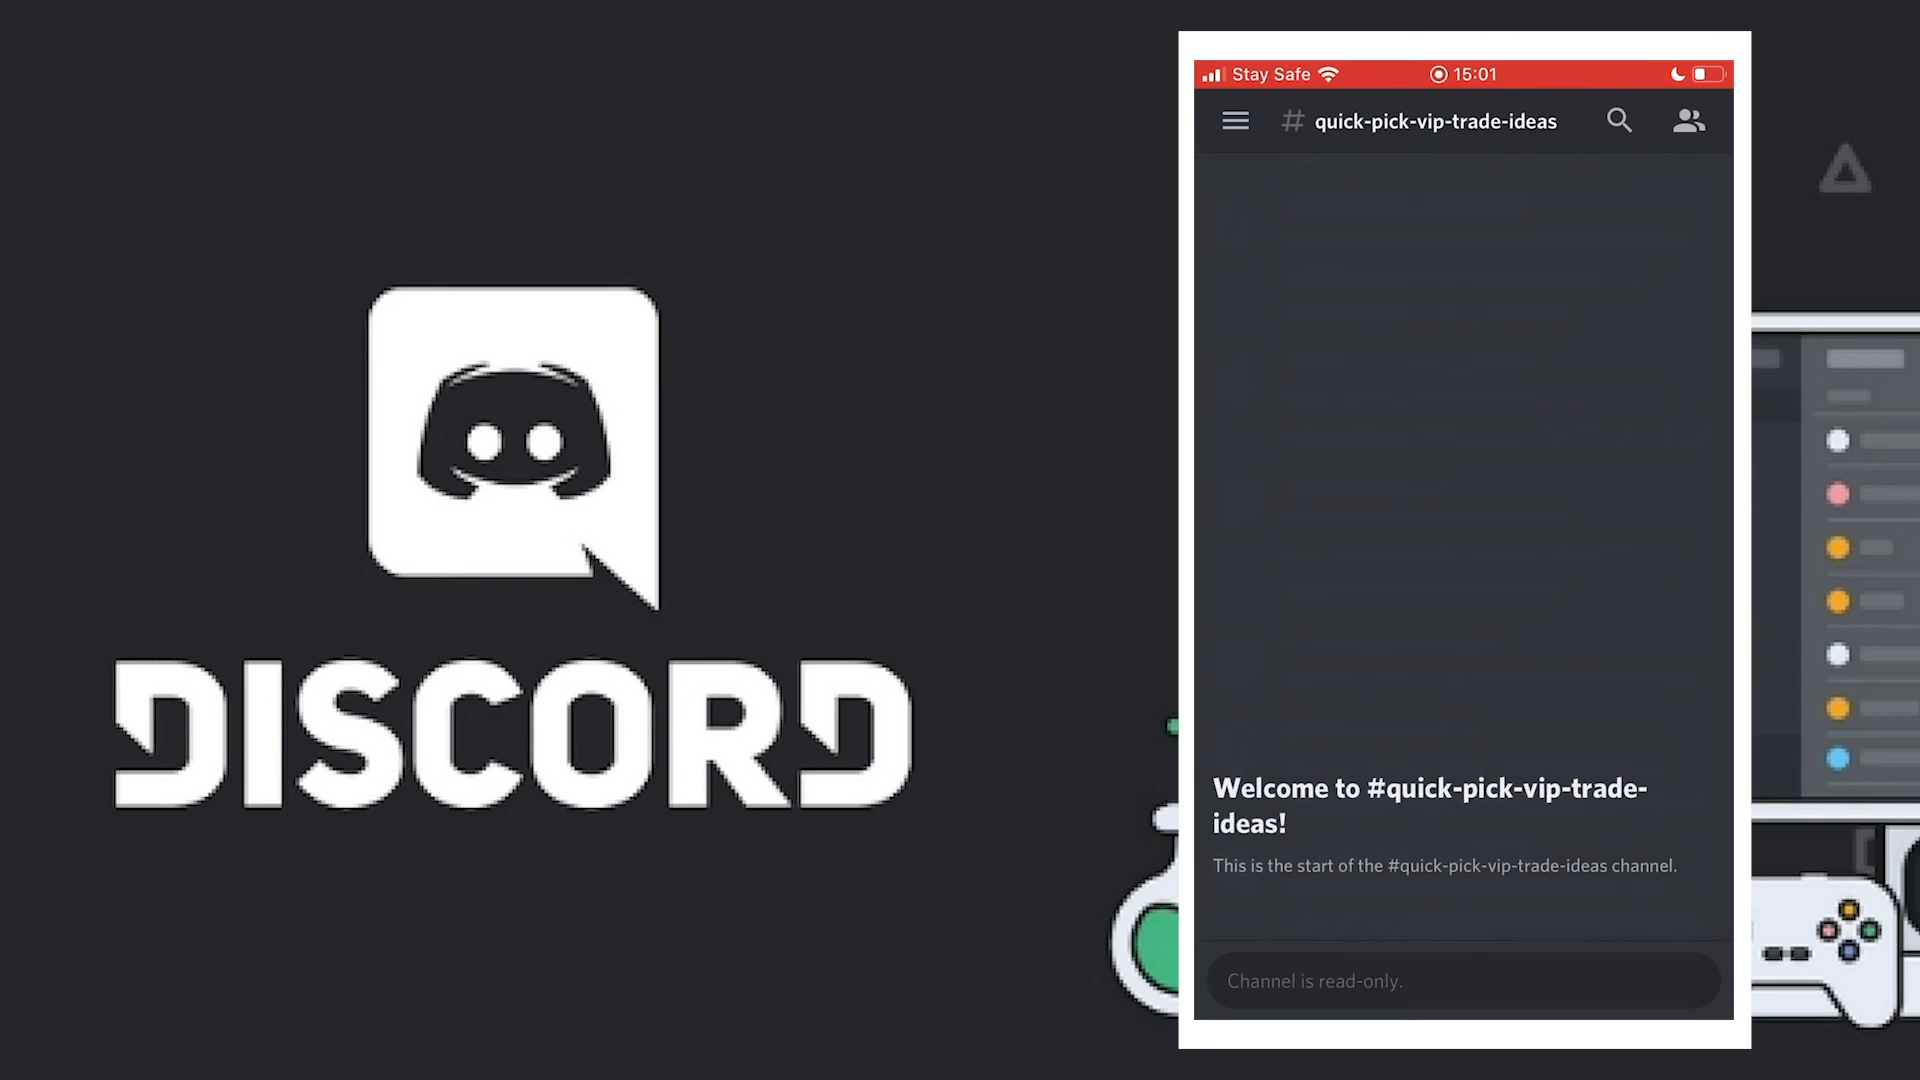 DISCORD
Stay Safe
15:01
# quick-pick-vip-trade-ideas
Welcome to #quick-pick-vip-trade-
ideas!
This is the start of the #quick-pick-vip-trade-ideas channel.
Channel is read-only.